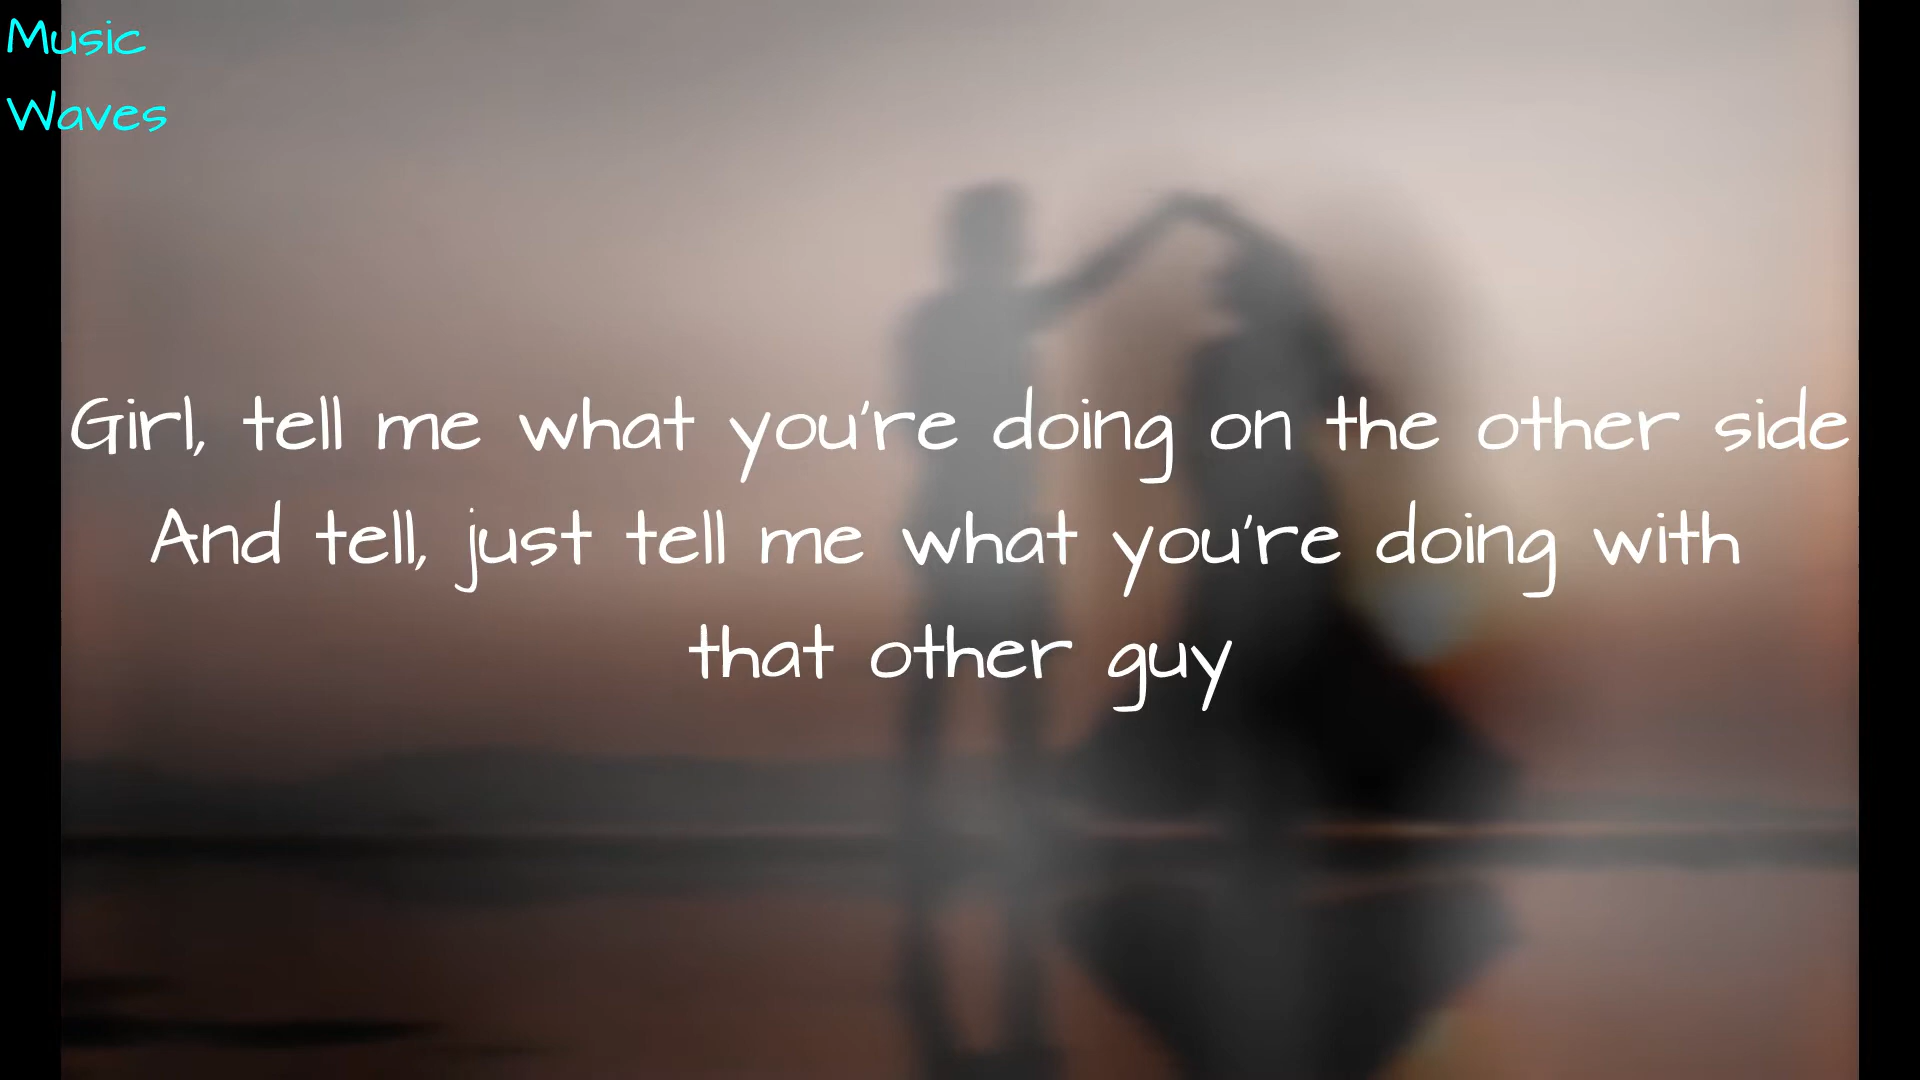 Music
Waves
Girl, tell me what you're doing on the other side
And tell, just tell me what you're doing with
that other guy